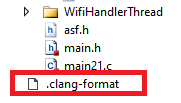 WifiHandlerThread
asf.h
main.h
main21.c
.clang-format